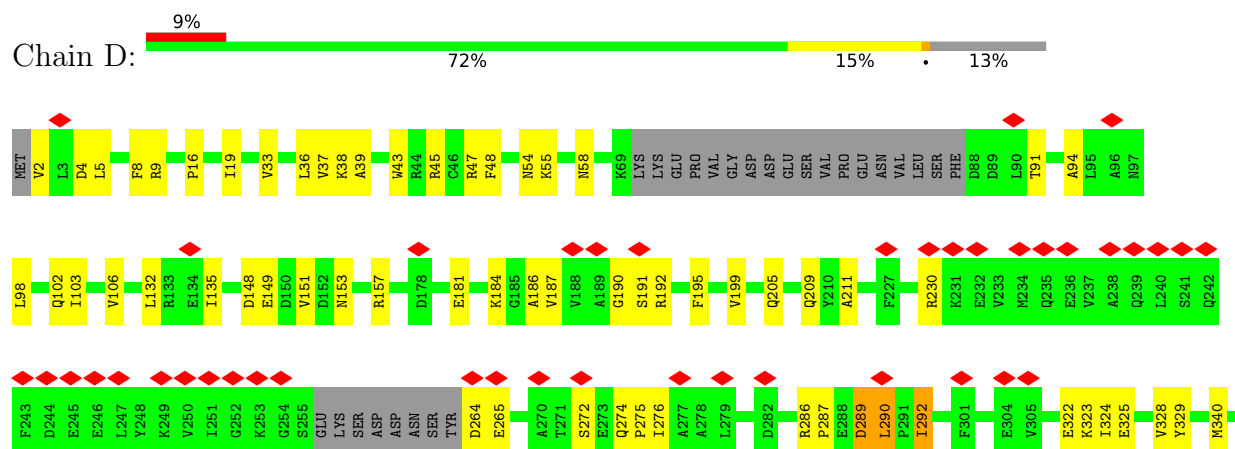 9%
Chain D:
72% 15% • 13%
MET V2 L3 D4 L5 F8 R9 P16 I19 V33 L36 V37 K38 A39 W43 R44 R45 C46 R47 F48 N54 K55 N58 K69 LYS LYS GLU PRO VAL GLY ASP ASP GLU SER VAL PRO GLU ASN VAL LEU SER PHE D88 D89 L90 T91 A94 L95 A96 N97
L98 Q102 I103 V106 L132 R133 E134 I135 D148 E149 D150 V151 D152 N153 R157 D178 E181 K184 G185 A186 V187 V188 A189 G190 S191 R192 F195 V199 Q205 Q209 Y210 A211 F227 R230 K231 E232 V233 M234 Q235 E236 V237 A238 Q239 L240 S241 Q242
F243 D244 E245 E246 L247 Y248 K249 V250 I251 G252 K253 G254 S255 GLU LYS SER ASP ASP ASN SER TYR D264 E265 A270 T271 S272 E273 Q274 P275 I276 A277 A278 L279 D282 R286 P287 E288 D289 L290 P291 I292 F301 E304 V305 E322 K323 I324 E325 V328 Y329 M340